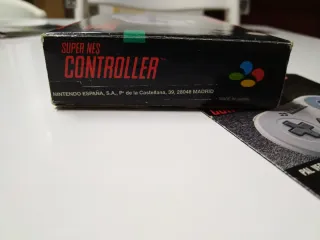 SUPER NES
CONTROLLER
NINTENDO ESPAÑA, S.A., Pº de la Castellana, 39, 28046 MADRID